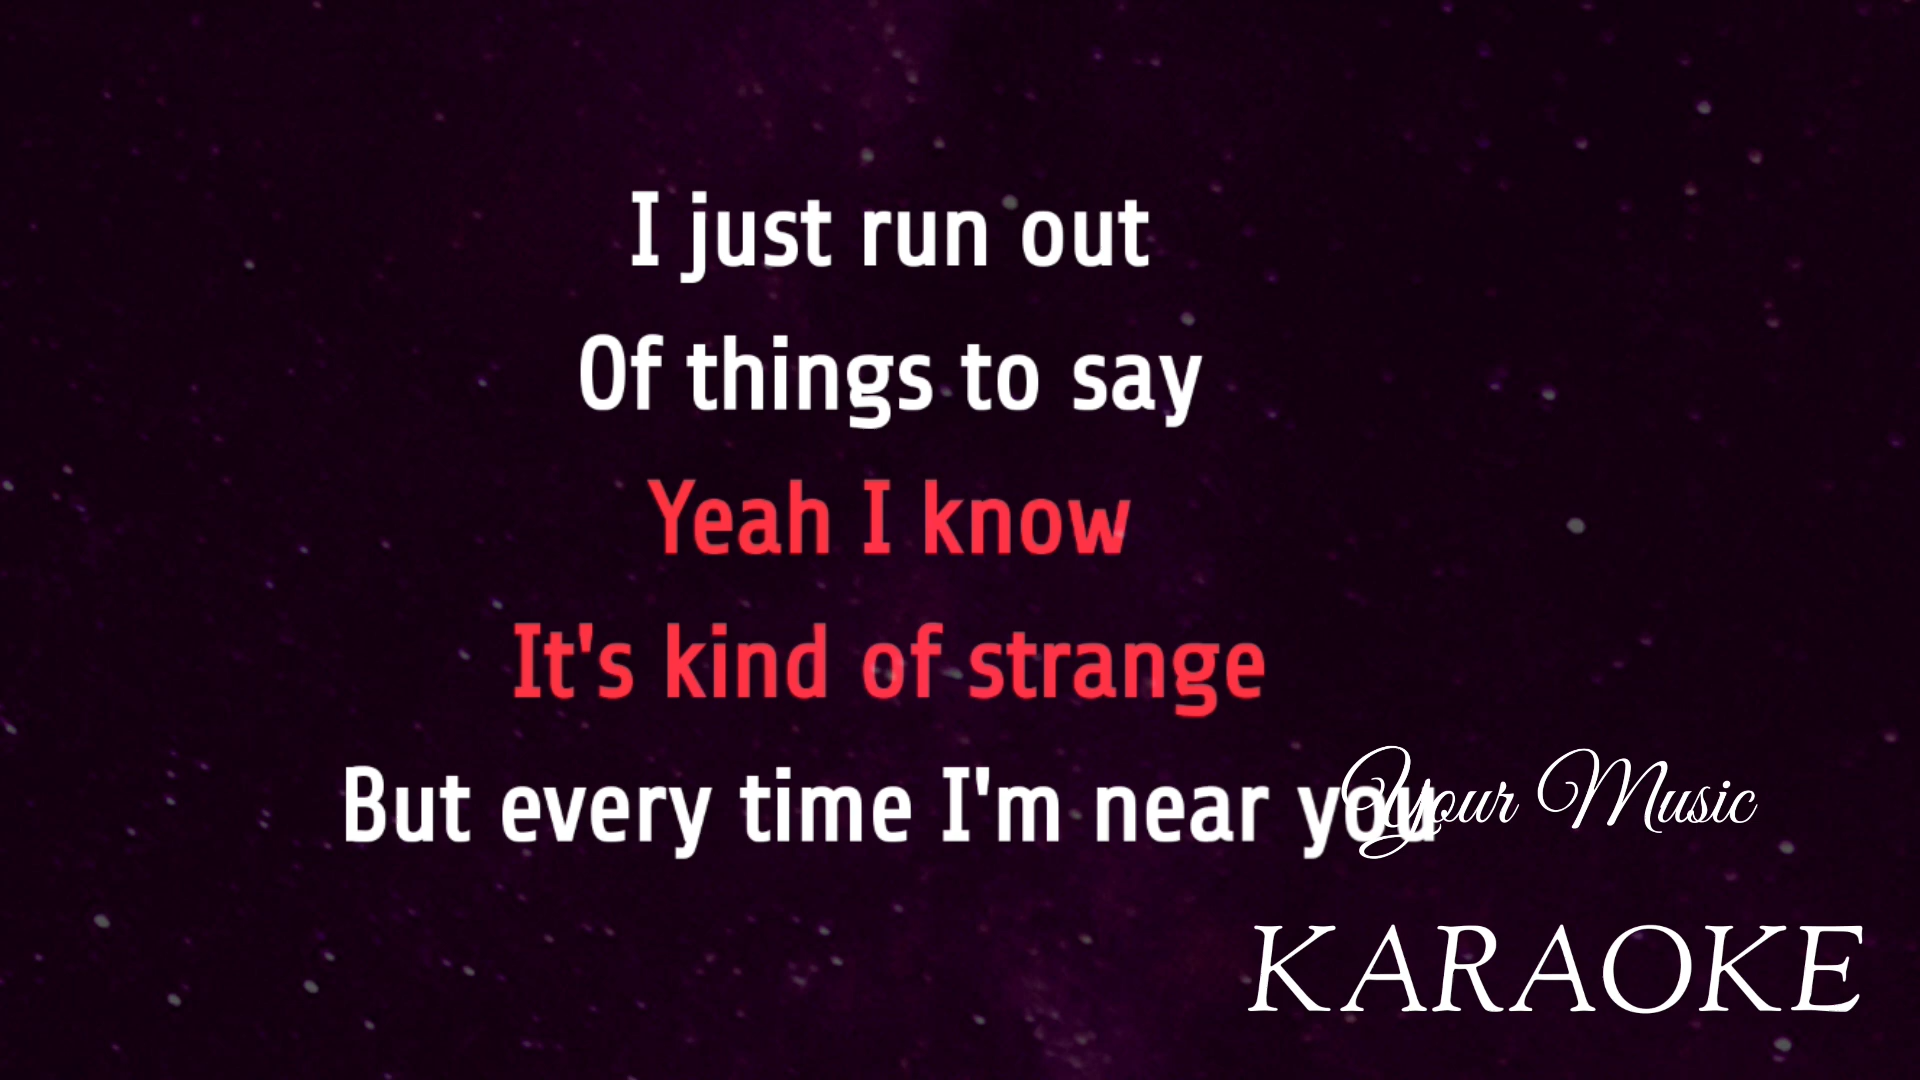 I just run out
Of things to say
Yeah I know
It's kind of strange
But every time I'm near you
Your Music
KARAOKE